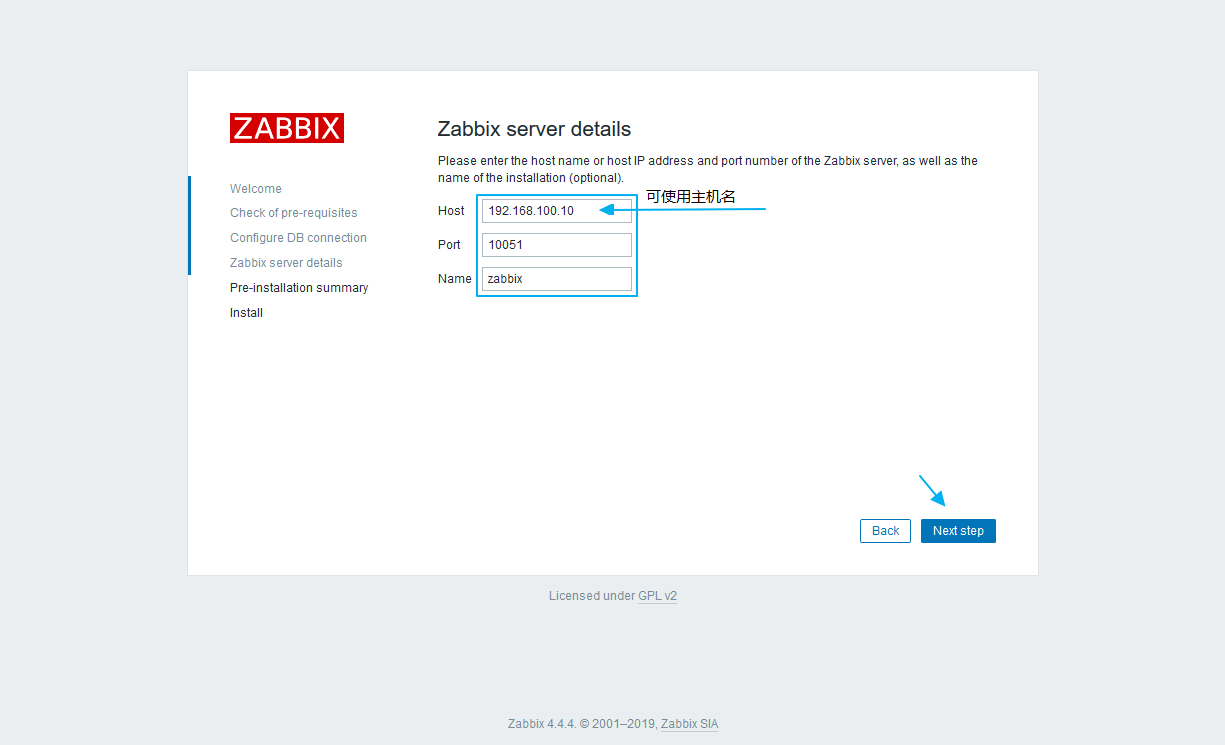 ZABBIX
Welcome
Check of pre-requisites
Configure DB connection
Zabbix server details
Pre-installation summary
Install
Zabbix server details
Please enter the host name or host IP address and port number of the Zabbix server, as well as the
name of the installation (optional).
Host 192.168.100.10 可使用主机名
Port 10051
Name zabbix
Back Next step
Licensed under GPL v2
Zabbix 4.4.4. © 2001–2019, Zabbix SIA